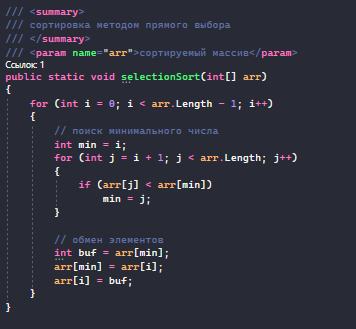 /// <summary>
/// сортировка методом прямого выбора
/// </summary>
/// <param name="arr">сортируемый массив</param>
Ссылок: 1
public static void selectionSort(int[] arr)
{
    for (int i = 0; i < arr.Length - 1; i++)
    {
        // поиск минимального числа
        int min = i;
        for (int j = i + 1; j < arr.Length; j++)
        {
            if (arr[j] < arr[min])
                min = j;
        }

        // обмен элементов
        int buf = arr[min];
        arr[min] = arr[i];
        arr[i] = buf;
    }
}